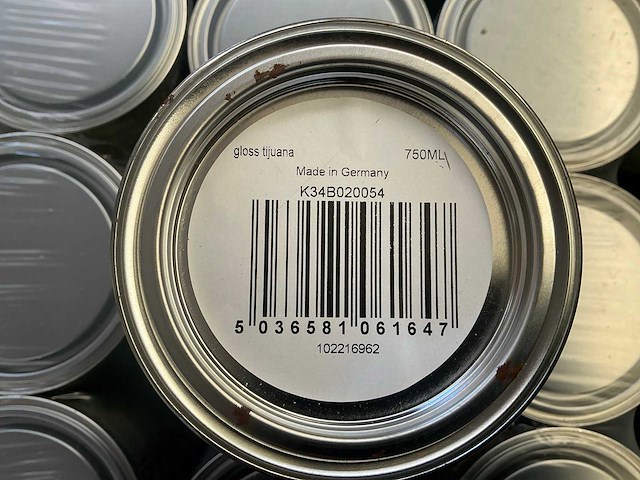 gloss tijuana 750ML
Made in Germany
K34B020054
5 036581 061647
102216962